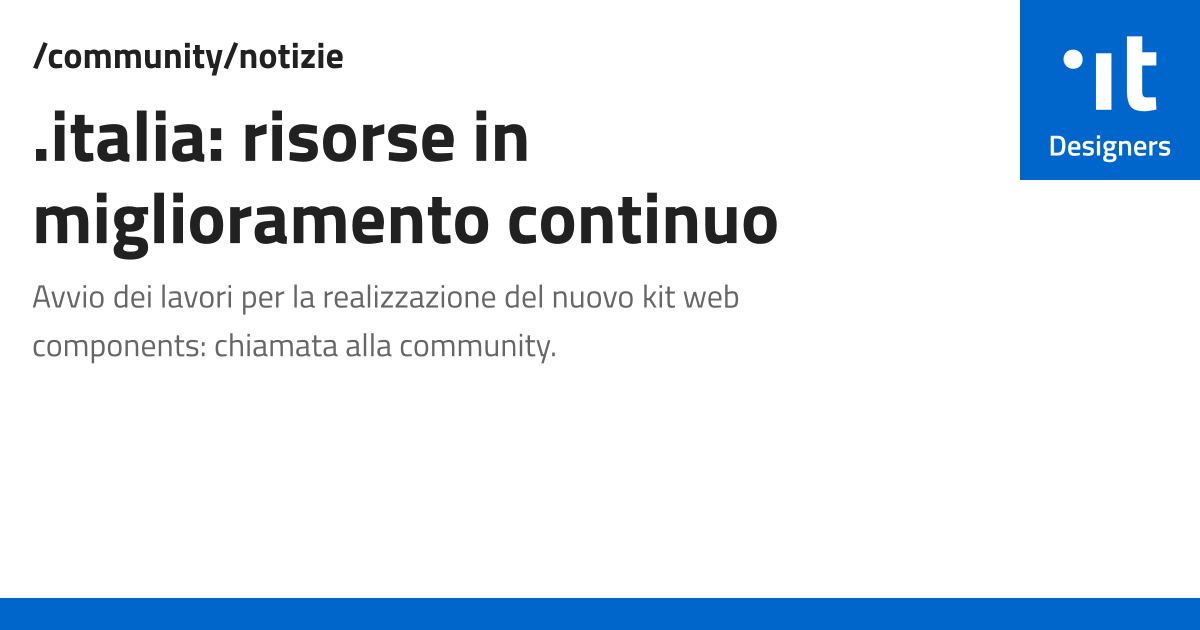 /community/notizie
.italia: risorse in
miglioramento continuo
Avvio dei lavori per la realizzazione del nuovo kit web
components: chiamata alla community.
·it
Designers